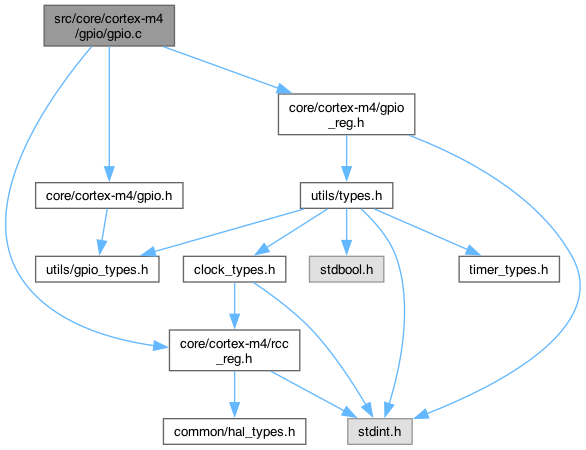 src/core/cortex-m4
/gpio/gpio.c
core/cortex-m4/gpio
_reg.h
core/cortex-m4/gpio.h
utils/types.h
utils/gpio_types.h
clock_types.h
stdbool.h
timer_types.h
core/cortex-m4/rcc
_reg.h
common/hal_types.h
stdint.h